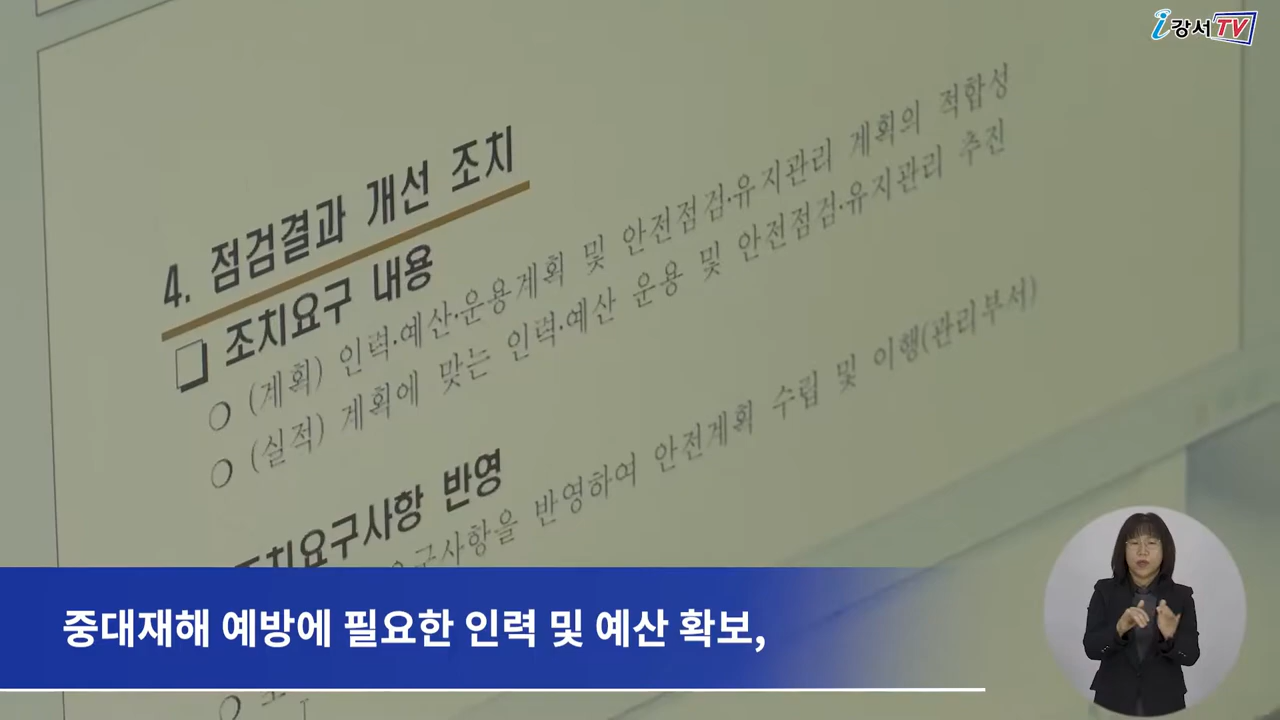 i강서TV
4. 점검결과 개선 조치
❏ 조치요구 내용
○ (계획) 인력·예산·운용계획 및 안전점검·유지관리 계획의 적합성
○ (실적) 계획에 맞는 인력·예산 운용 및 안전점검·유지관리 추진
조치요구사항 반영
요구사항을 반영하여 안전계획 수립 및 이행(관리부서)
중대재해 예방에 필요한 인력 및 예산 확보,